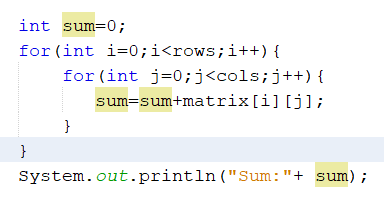 int sum=0;
for(int i=0;i<rows;i++){
    for(int j=0;j<cols;j++){
       sum=sum+matrix[i][j];
    }
}
System.out.println("Sum:"+ sum);